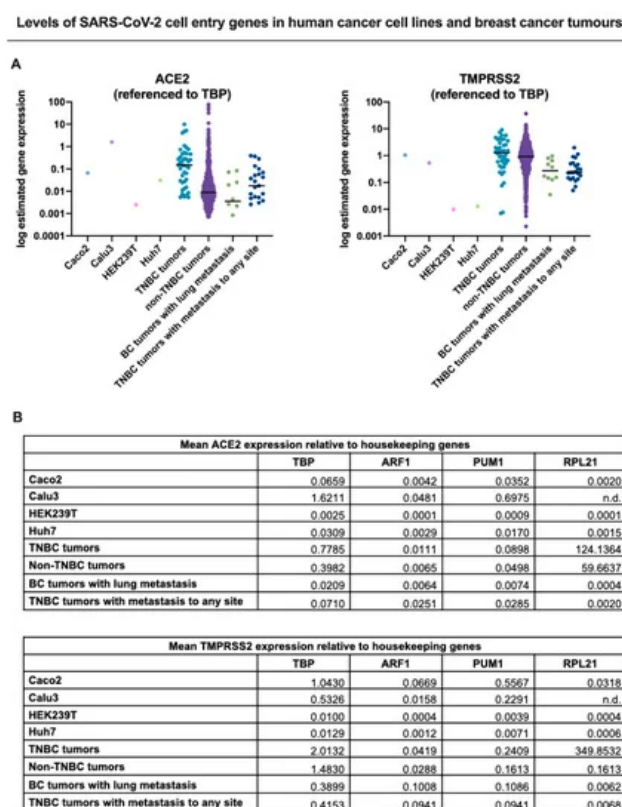 Levels of SARS-CoV-2 cell entry genes in human cancer cell lines and breast cancer tumours
A
ACE2
(referenced to TBP)
log estimated gene expression
100
10
1
0.1
0.01
0.001
0.0001
Caco2
Calu3
HEK239T
Huh7
TNBC tumors
non-TNBC tumors
BC tumors with lung metastasis
TNBC tumors with metastasis to any site
TMPRSS2
(referenced to TBP)
log estimated gene expression
100
10
1
0.1
0.01
0.001
Caco2
Calu3
HEK239T
Huh7
TNBC tumors
non-TNBC tumors
BC tumors with lung metastasis
TNBC tumors with metastasis to any site
B
Mean ACE2 expression relative to housekeeping genes
TBP ARF1 PUM1 RPL21
Caco2 0.0659 0.0042 0.0352 0.0020
Calu3 1.6211 0.0481 0.6975 n.d.
HEK239T 0.0025 0.0001 0.0009 0.0001
Huh7 0.0309 0.0029 0.0170 0.0015
TNBC tumors 0.7785 0.0111 0.0898 124.1364
Non-TNBC tumors 0.3982 0.0065 0.0498 59.6637
BC tumors with lung metastasis 0.0209 0.0064 0.0074 0.0004
TNBC tumors with metastasis to any site 0.0710 0.0251 0.0285 0.0020
Mean TMPRSS2 expression relative to housekeeping genes
TBP ARF1 PUM1 RPL21
Caco2 1.0430 0.0669 0.5567 0.0318
Calu3 0.5326 0.0158 0.2291 n.d.
HEK239T 0.0100 0.0004 0.0039 0.0004
Huh7 0.0129 0.0012 0.0071 0.0006
TNBC tumors 2.0132 0.0419 0.2409 349.8532
Non-TNBC tumors 1.4830 0.0288 0.1613 0.1613
BC tumors with lung metastasis 0.3899 0.1008 0.1086 0.0062
TNBC tumors with metastasis to any site 0.4153 0.0941 0.0941 0.0068